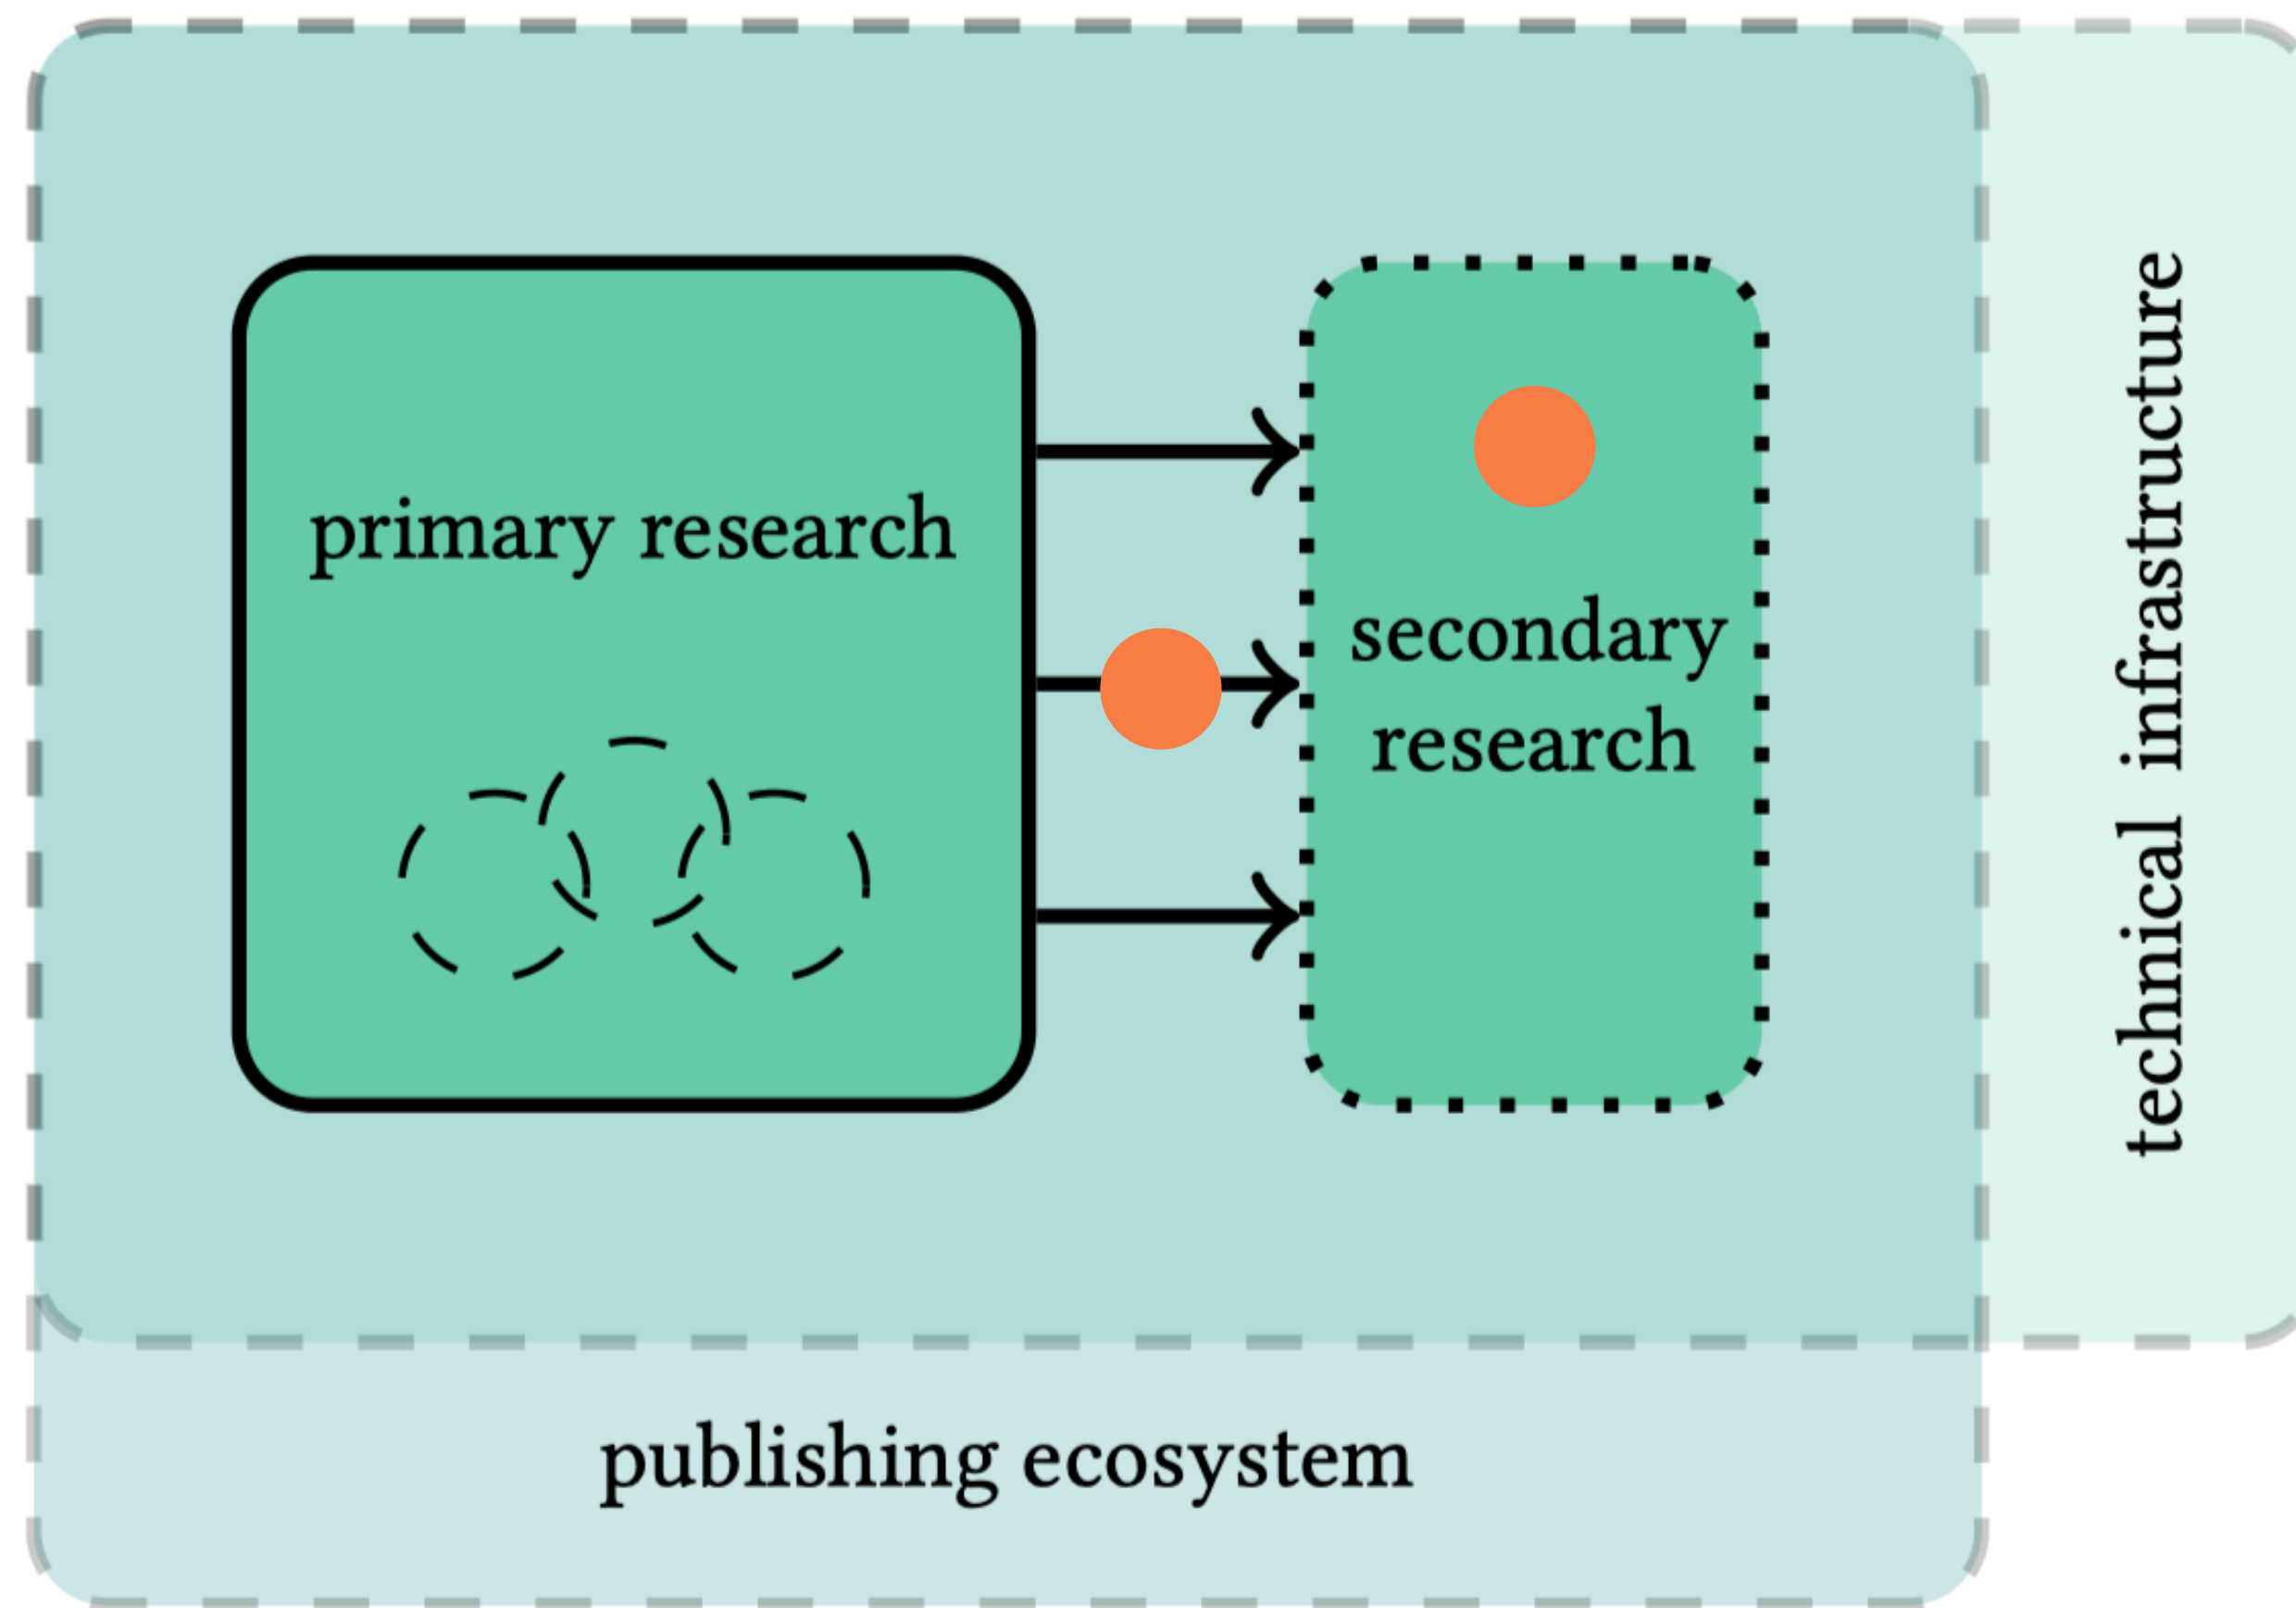 primary research
secondary
research
technical infrastructure
publishing ecosystem